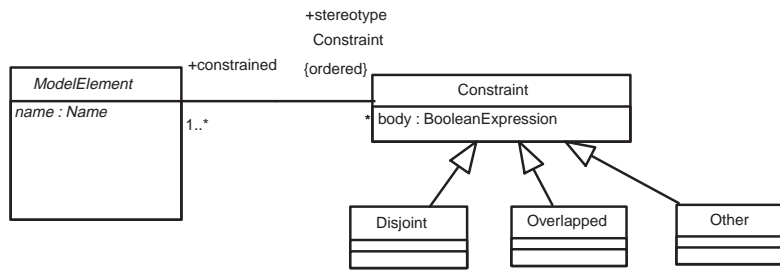 +stereotype
Constraint
+constrained
{ordered}
ModelElement
name : Name
1..*
*
Constraint
body : BooleanExpression
Disjoint
Overlapped
Other